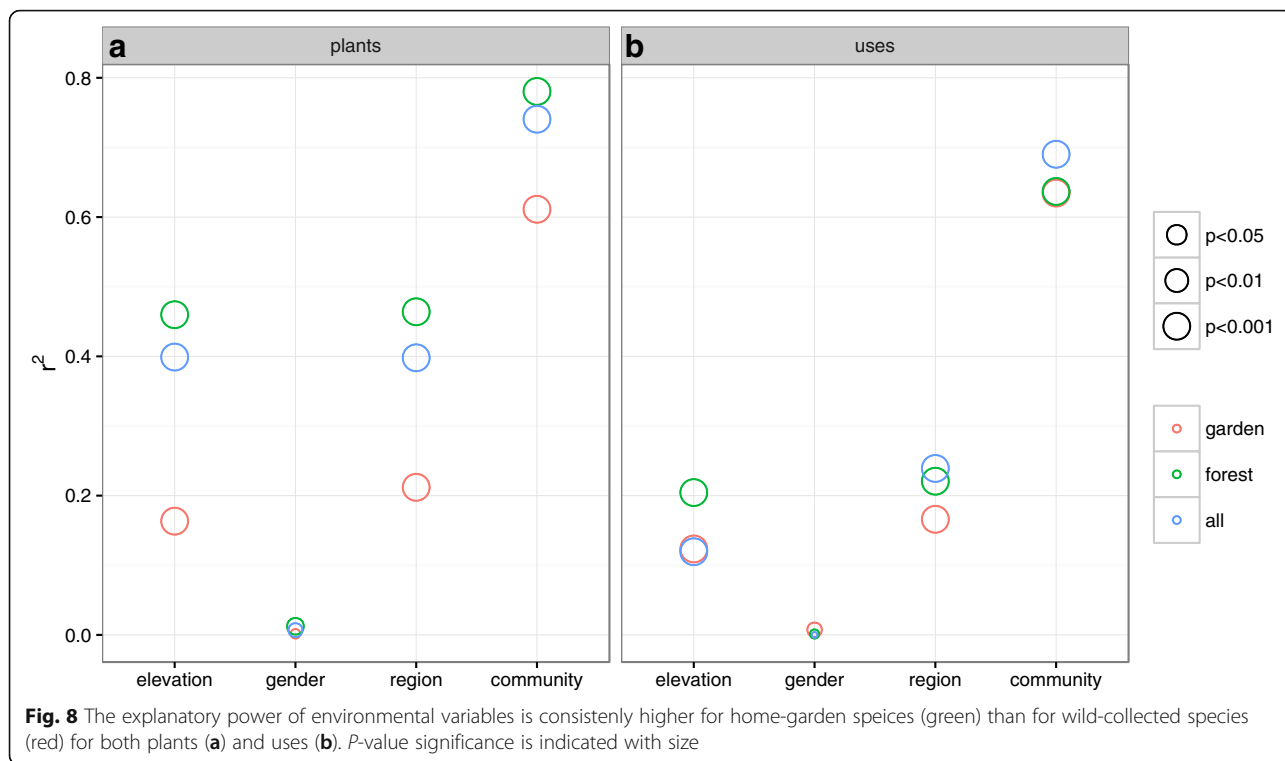 a
plants
b
uses
0.8
0.6
0.4
0.2
0.0
r2
elevation
gender
region
community
elevation
gender
region
community
p<0.05
p<0.01
p<0.001
garden
forest
all
Fig. 8 The explanatory power of environmental variables is consistenly higher for home-garden speices (green) than for wild-collected species
(red) for both plants (a) and uses (b). P-value significance is indicated with size